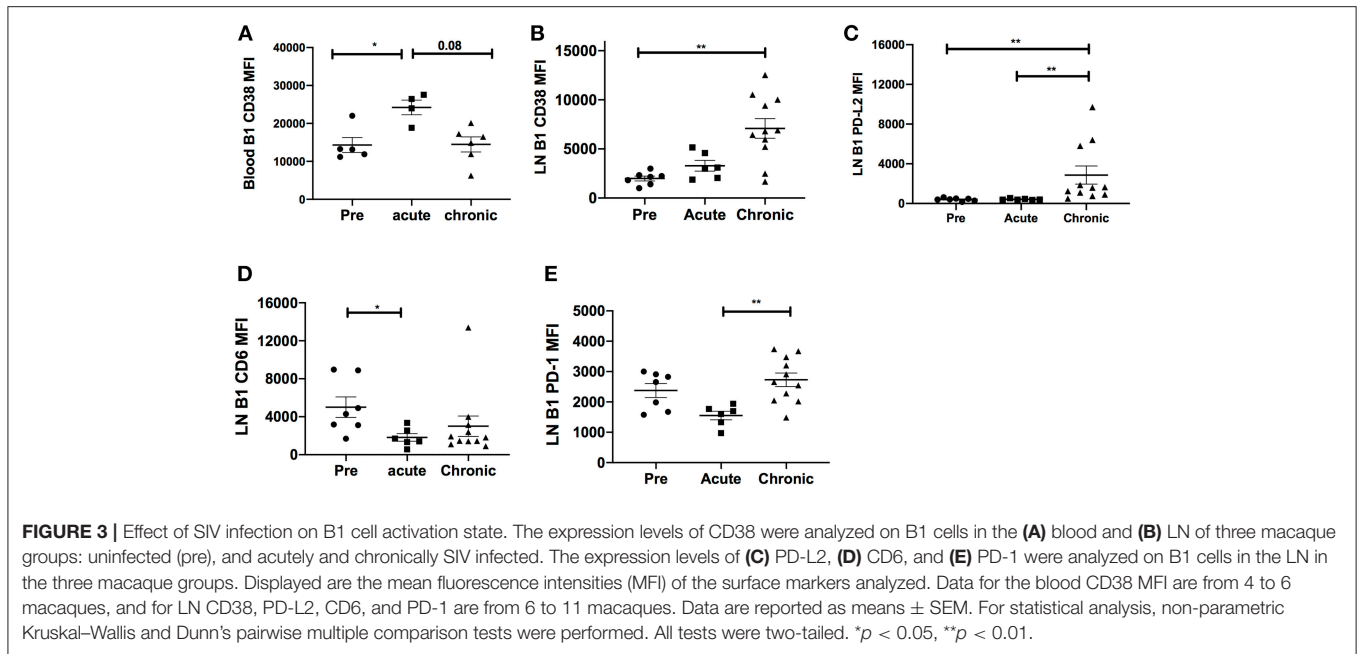 A
Blood B1 CD38 MFI
40000
30000
20000
10000
0
*
0.08
Pre acute chronic
B
LN B1 CD38 MFI
15000
10000
5000
0
**
Pre Acute Chronic
C
LN B1 PD-L2 MFI
16000
12000
8000
4000
0
**
**
Pre Acute Chronic
D
LN B1 CD6 MFI
16000
12000
8000
4000
0
*
Pre acute Chronic
E
LN B1 PD-1 MFI
5000
4000
3000
2000
1000
0
**
Pre Acute Chronic
FIGURE 3 | Effect of SIV infection on B1 cell activation state. The expression levels of CD38 were analyzed on B1 cells in the (A) blood and (B) LN of three macaque
groups: uninfected (pre), and acutely and chronically SIV infected. The expression levels of (C) PD-L2, (D) CD6, and (E) PD-1 were analyzed on B1 cells in the LN in
the three macaque groups. Displayed are the mean fluorescence intensities (MFI) of the surface markers analyzed. Data for the blood CD38 MFI are from 4 to 6
macaques, and for LN CD38, PD-L2, CD6, and PD-1 are from 6 to 11 macaques. Data are reported as means ± SEM. For statistical analysis, non-parametric
Kruskal–Wallis and Dunn's pairwise multiple comparison tests were performed. All tests were two-tailed. *p < 0.05, **p < 0.01.